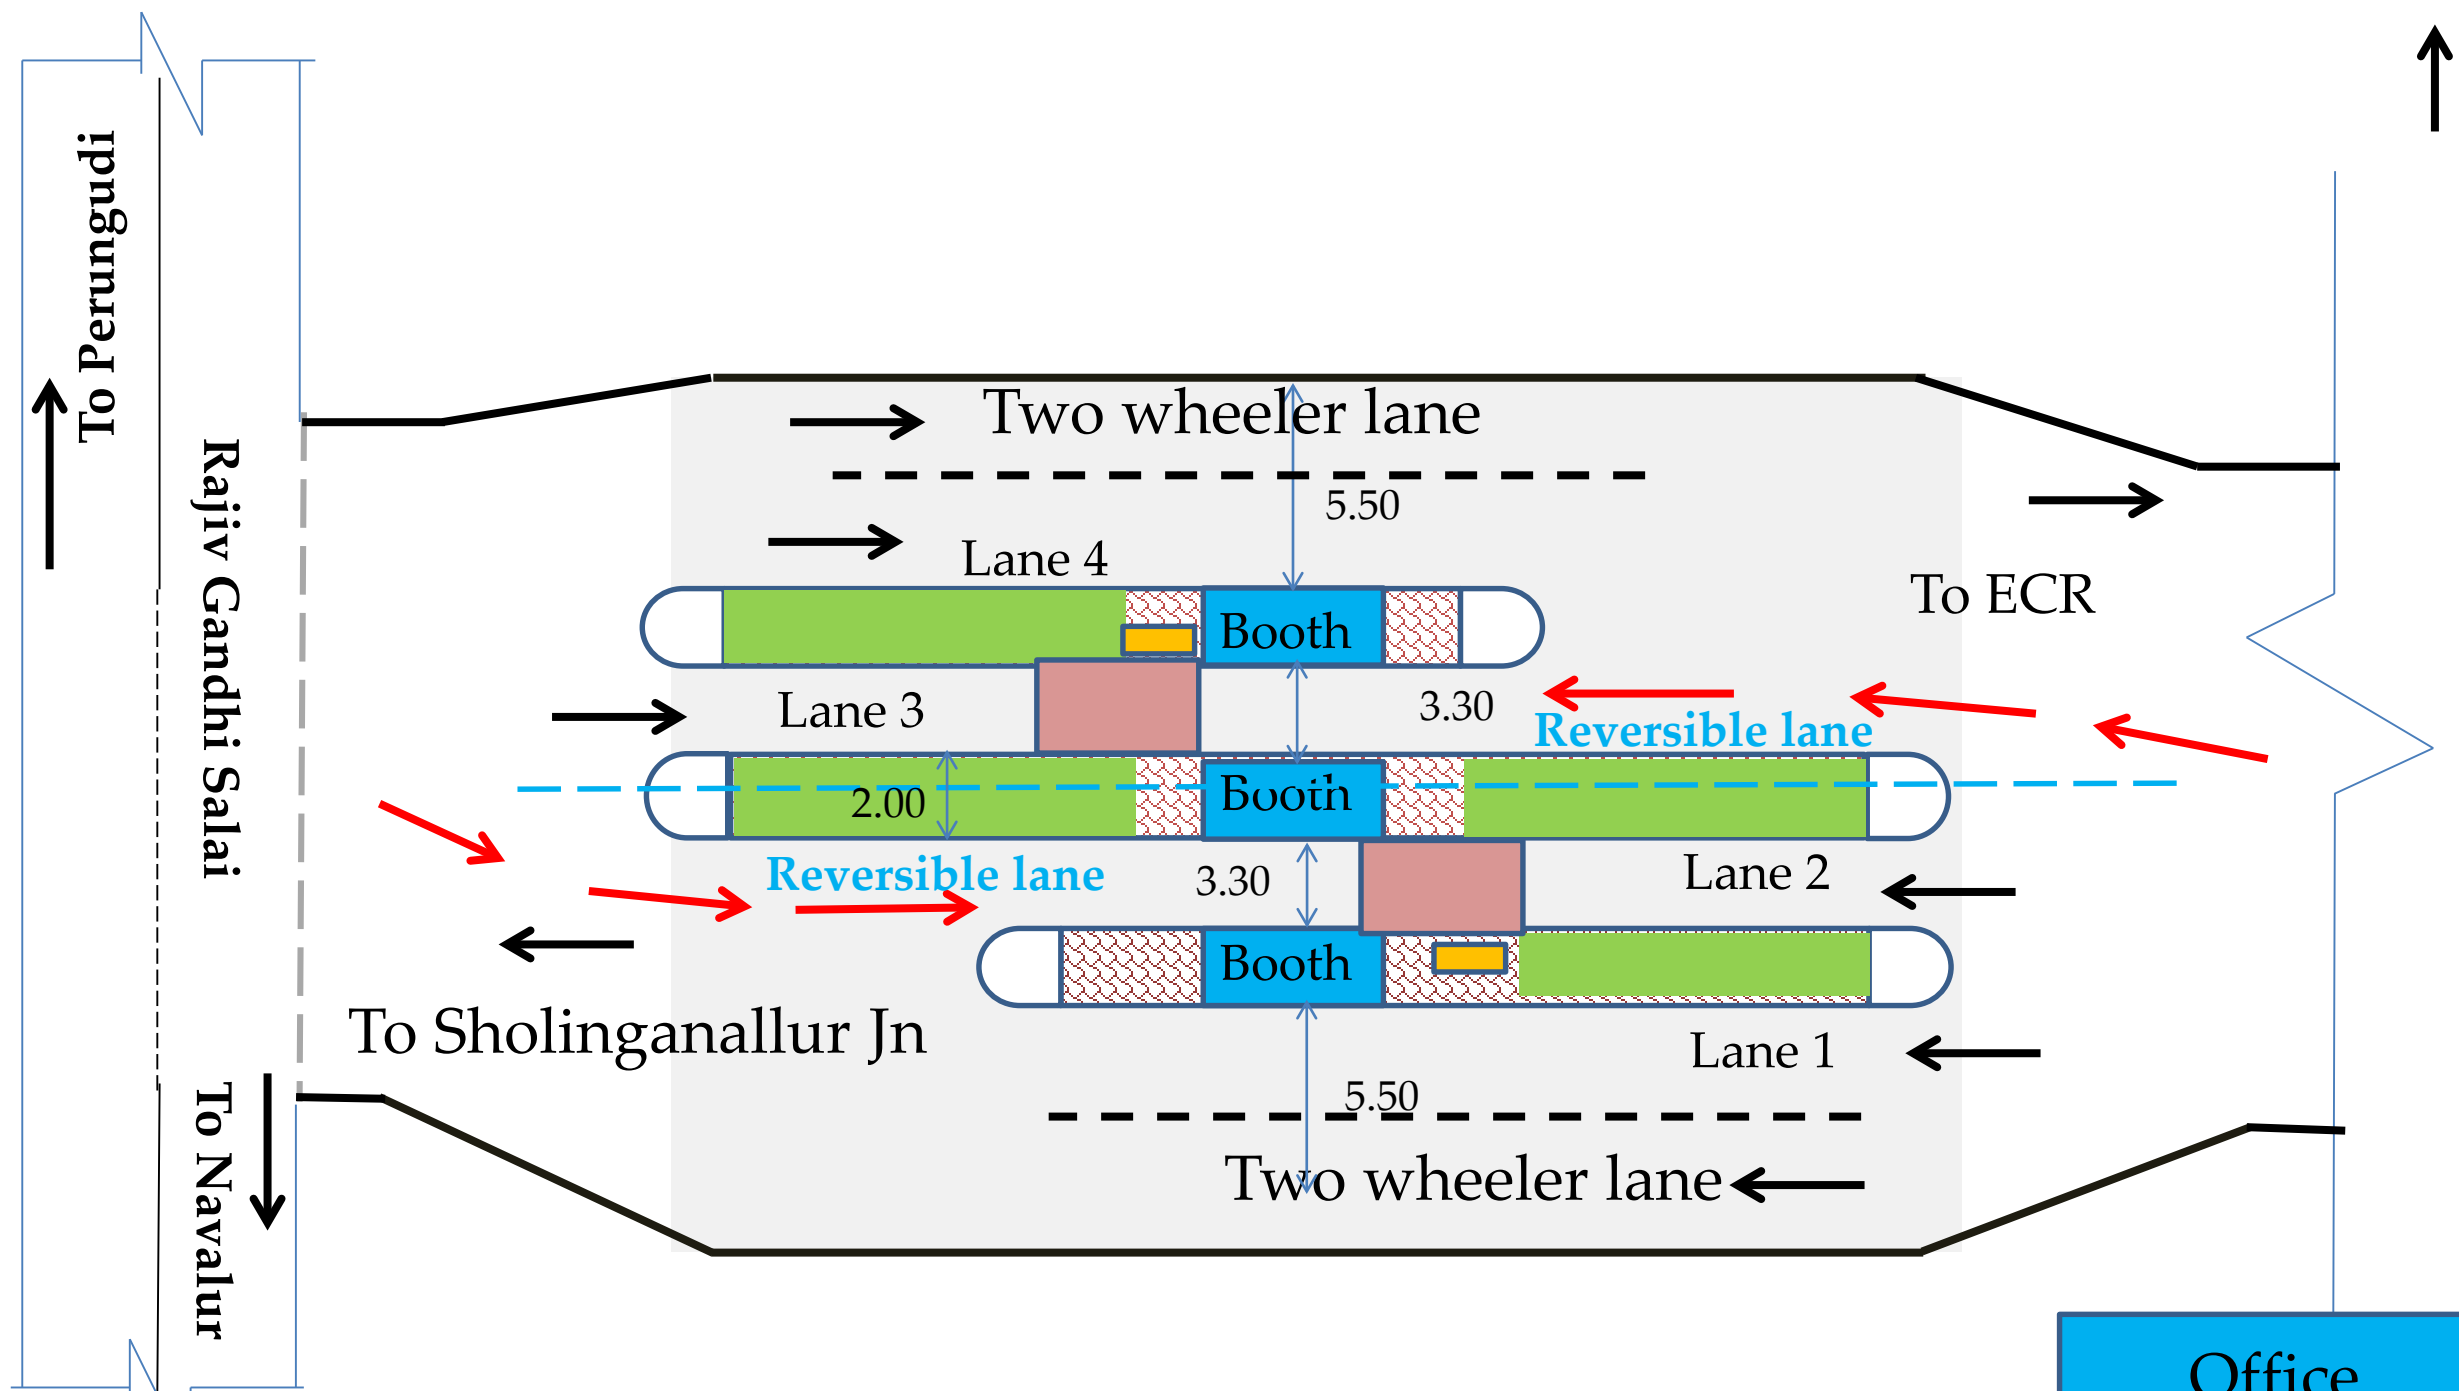 To Perungudi
Rajiv Gandhi Salai
To Navalur
Two wheeler lane
5.50
Lane 4
Booth
To ECR
Lane 3
3.30
Reversible lane
2.00
Booth
Reversible lane
3.30
Lane 2
Booth
To Sholinganallur Jn
Lane 1
5.50
Two wheeler lane
Office